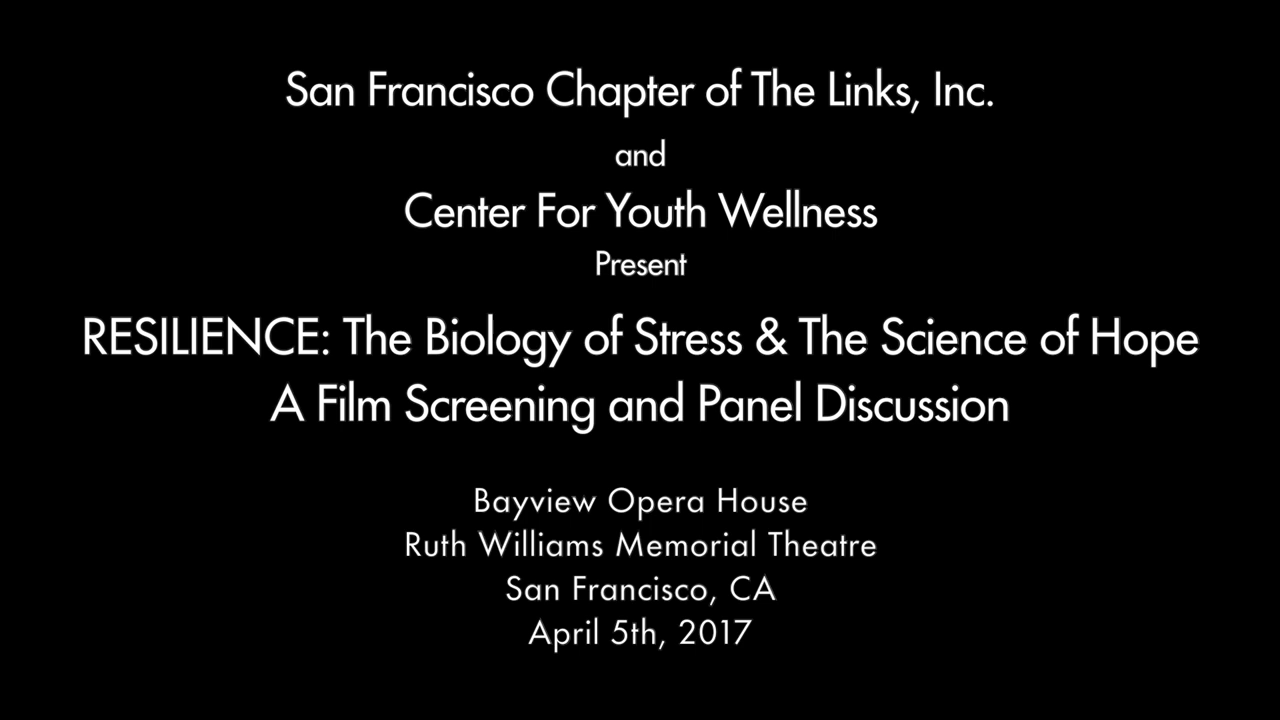 San Francisco Chapter of The Links, Inc.
and
Center For Youth Wellness
Present
RESILIENCE: The Biology of Stress & The Science of Hope
A Film Screening and Panel Discussion
Bayview Opera House
Ruth Williams Memorial Theatre
San Francisco, CA
April 5th, 2017